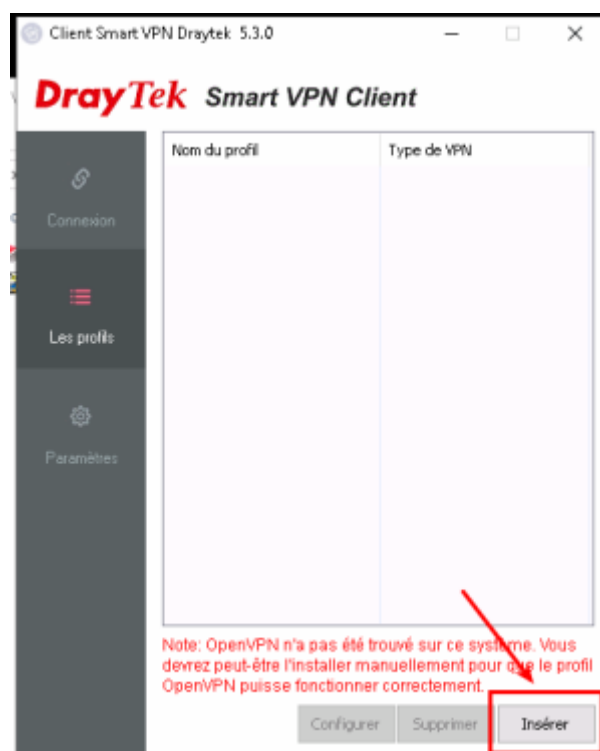 Client Smart VPN Draytek 5.3.0
DrayTek Smart VPN Client
Nom du profil Type de VPN
Connexion
Les profils
Paramètres
Note: OpenVPN n'a pas été trouvé sur ce système. Vous
devrez peut-être l'installer manuellement pour que le profil
OpenVPN puisse fonctionner correctement.
Configurer Supprimer Insérer